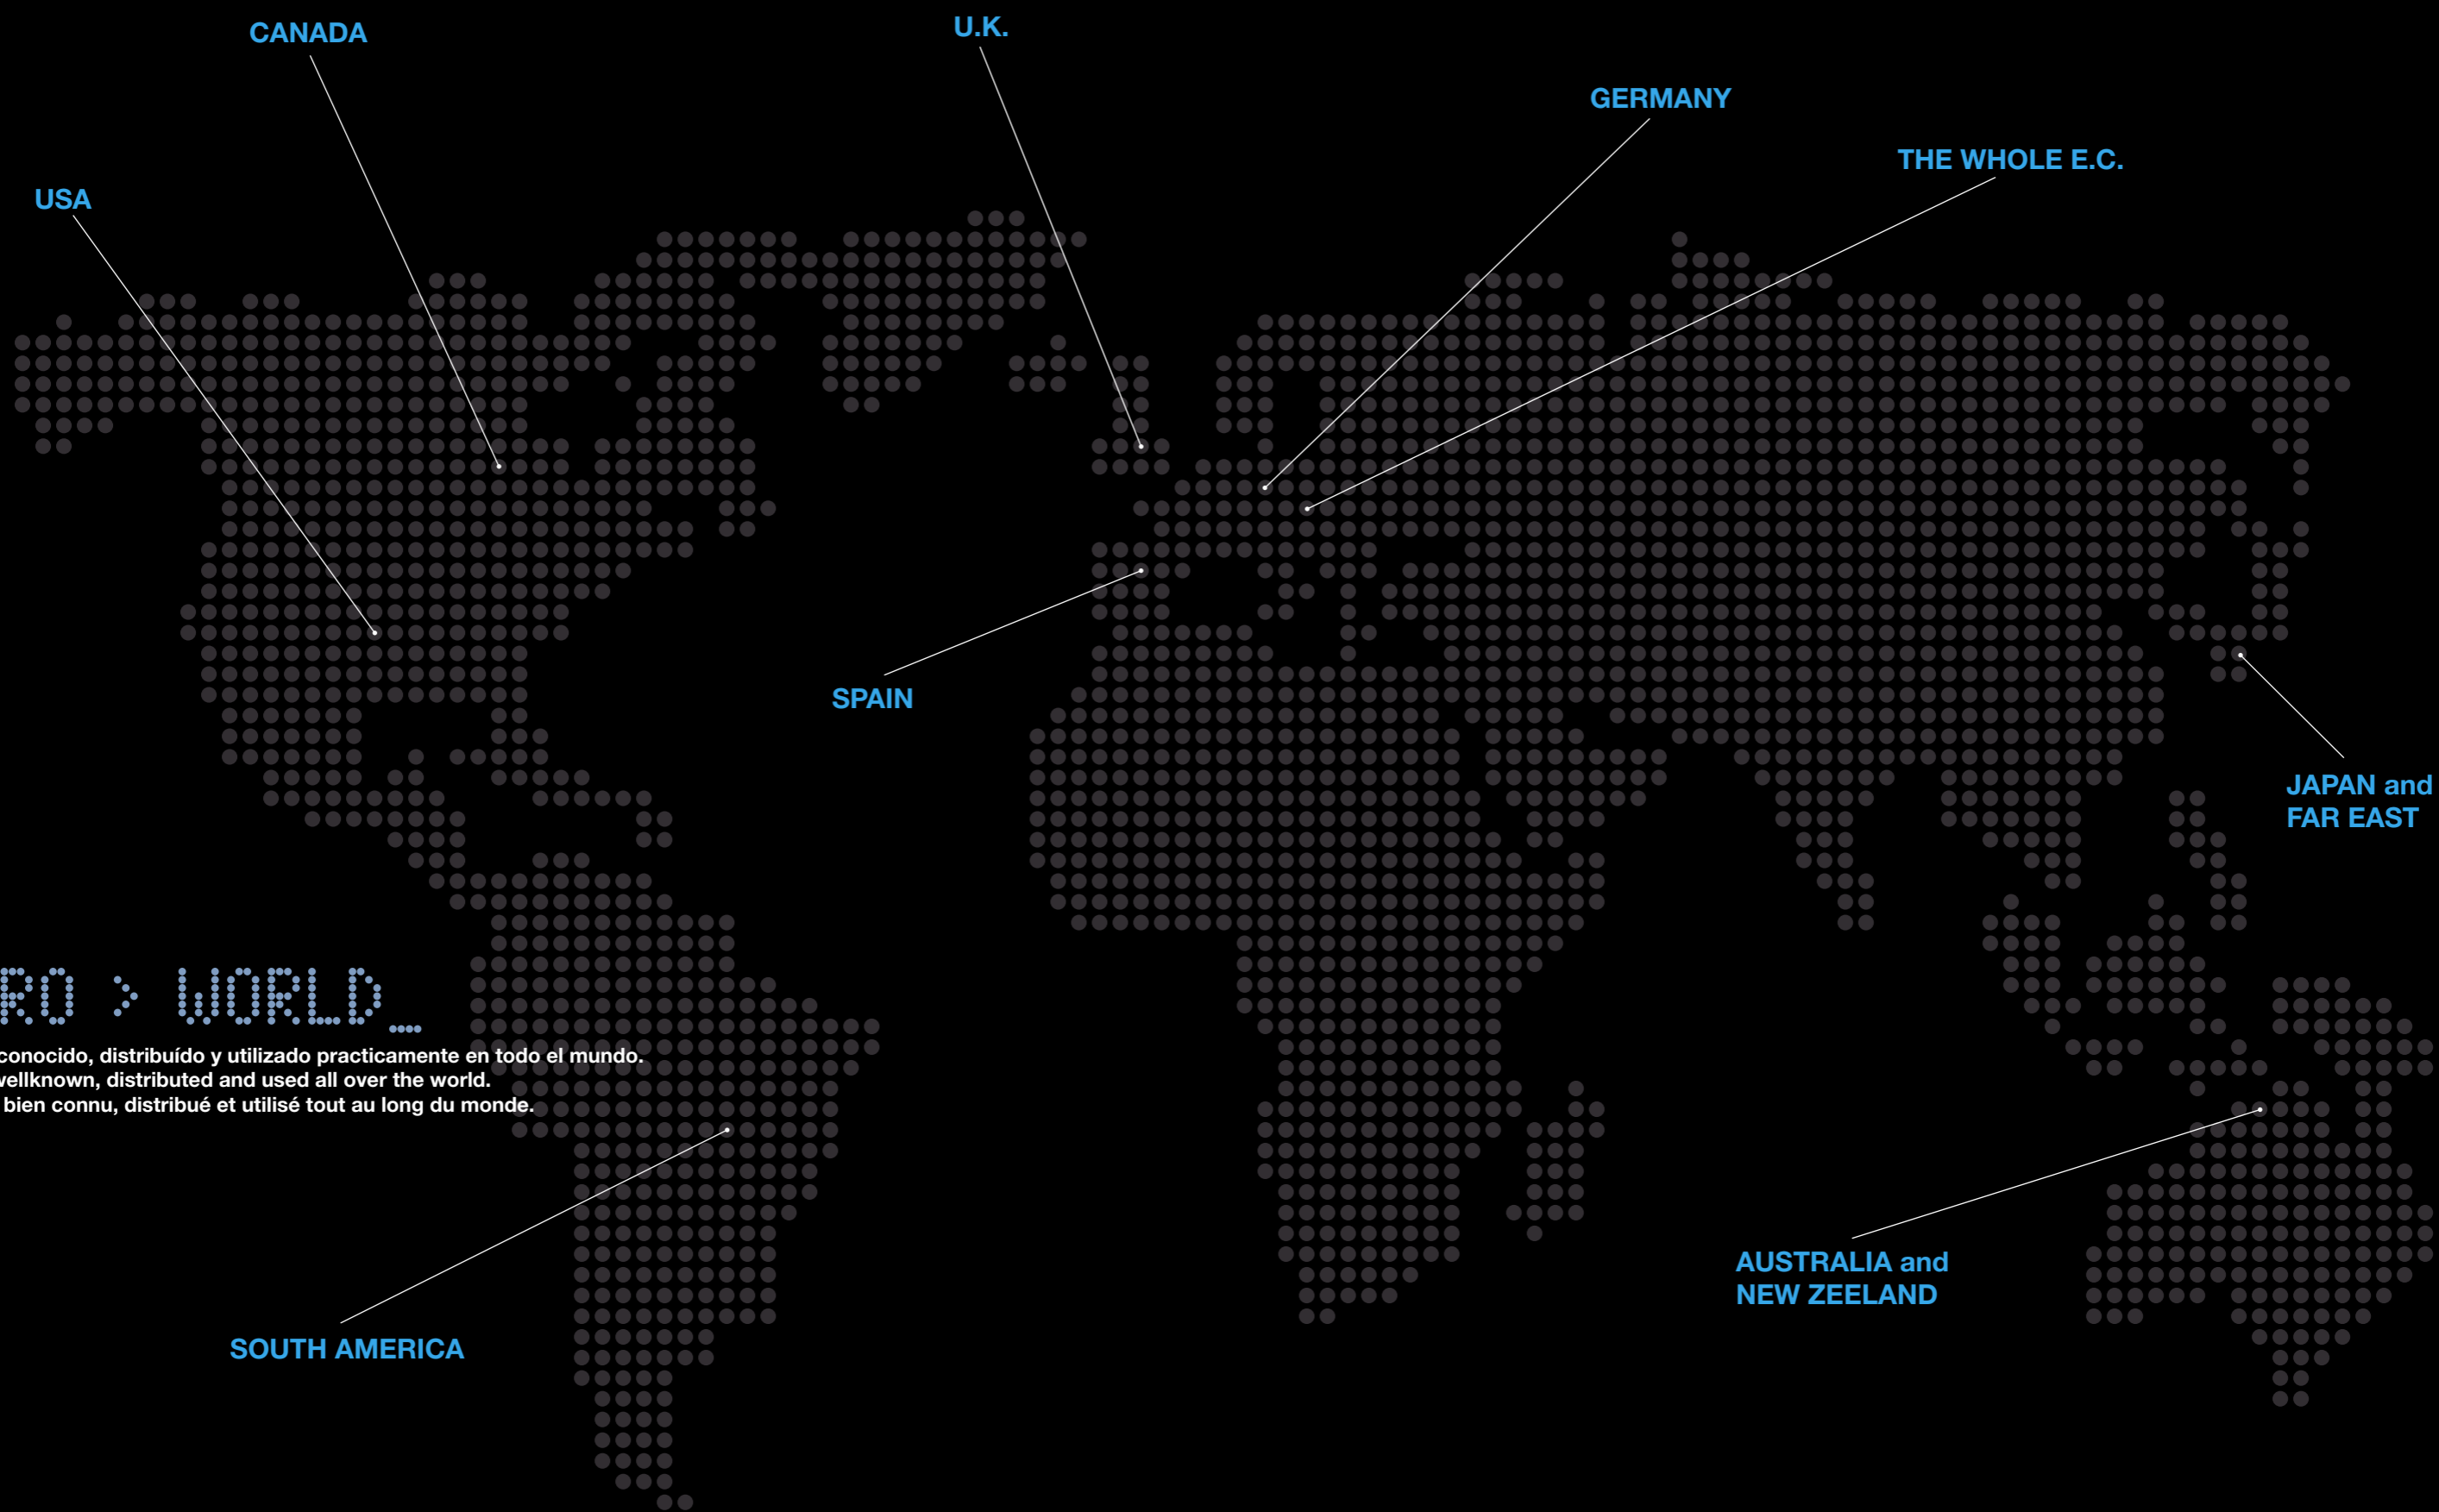 CANADA
U.K.
GERMANY
THE WHOLE E.C.
USA
SPAIN
JAPAN and
FAR EAST
RO > WORLD_
conocido, distribuído y utilizado practicamente en todo el mundo.
wellknown, distributed and used all over the world.
bien connu, distribué et utilisé tout au long du monde.
AUSTRALIA and
NEW ZEELAND
SOUTH AMERICA